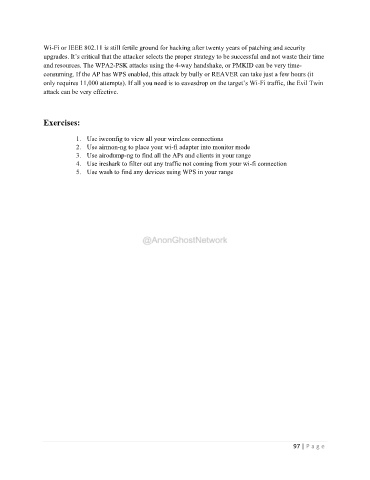 Wi-Fi or IEEE 802.11 is still fertile ground for hacking after twenty years of patching and security
upgrades. It's critical that the attacker selects the proper strategy to be successful and not waste their time
and resources. The WPA2-PSK attacks using the 4-way handshake, or PMKID can be very time-
consuming. If the AP has WPS enabled, this attack by bully or REAVER can take just a few hours (it
only requires 11,000 attempts). If all you need is to eavesdrop on the target's Wi-Fi traffic, the Evil Twin
attack can be very effective.
Exercises:
1. Use iwconfig to view all your wireless connections
2. Use airmon-ng to place your wi-fi adapter into monitor mode
3. Use airodump-ng to find all the APs and clients in your range
4. Use ireshark to filter out any traffic not coming from your wi-fi connection
5. Use wash to find any devices using WPS in your range
@AnonGhostNetwork
97 | Page